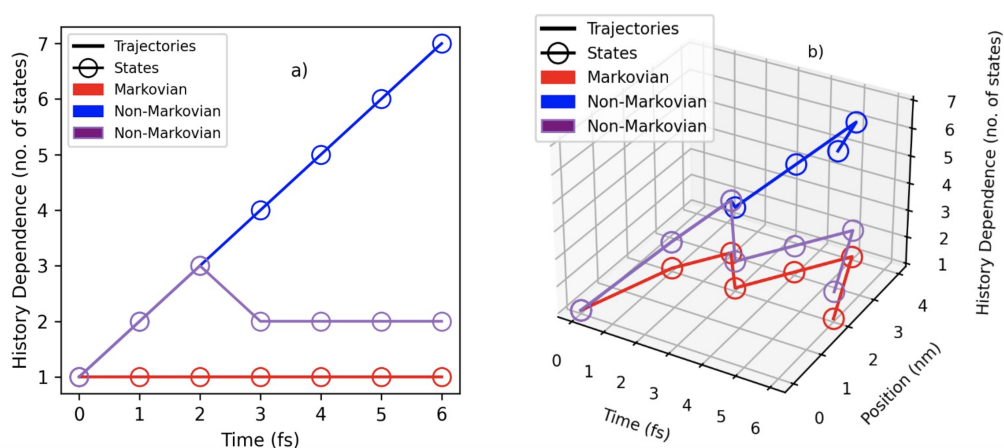 Trajectories
States
Markovian
Non-Markovian
Non-Markovian
a)
7
6
5
4
3
2
1
0 1 2 3 4 5 6
History Dependence (no. of states)
Time (fs)
Trajectories
States
Markovian
Non-Markovian
Non-Markovian
b)
7
6
5
4
3
2
1
History Dependence (no. of states)
0 1 2 3 4 5 6
Time (fs)
0 1 2 3 4
Position (nm)